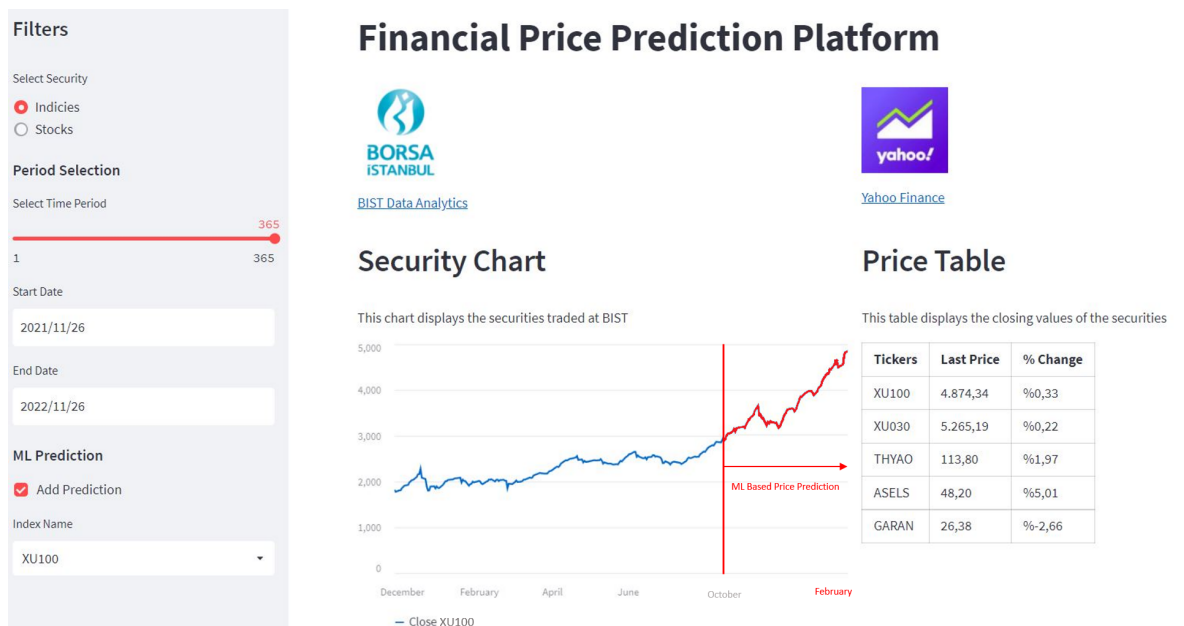 Filters
Select Security
Indicies
Stocks
Period Selection
Select Time Period
365
1 365
Start Date
2021/11/26
End Date
2022/11/26
ML Prediction
Add Prediction
Index Name
XU100
Financial Price Prediction Platform
BORSA
İSTANBUL
BIST Data Analytics
yahoo!
Yahoo Finance
Security Chart
This chart displays the securities traded at BIST
5,000
4,000
3,000
2,000
1,000
0
ML Based Price Prediction
December February April June October February
Close XU100
Price Table
This table displays the closing values of the securities
Tickers Last Price % Change
XU100 4.874,34 %0,33
XU030 5.265,19 %0,22
THYAO 113,80 %1,97
ASELS 48,20 %5,01
GARAN 26,38 %-2,66